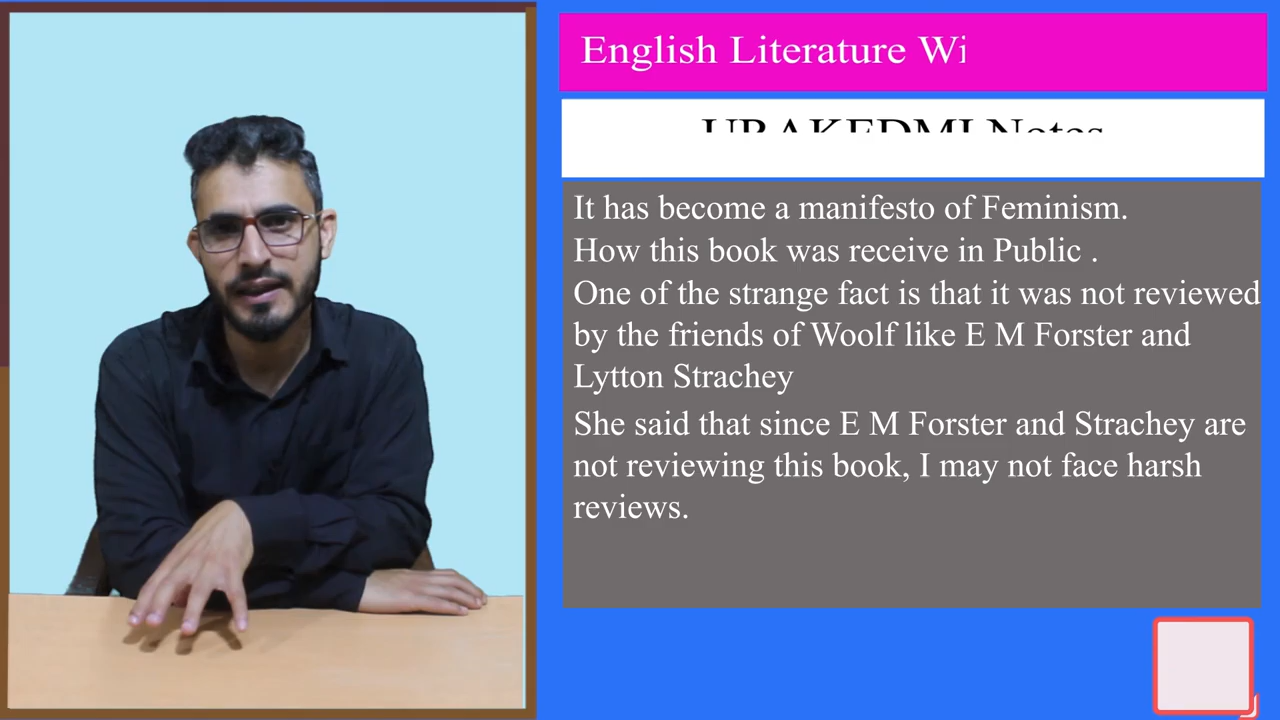 English Literature Wi
It has become a manifesto of Feminism.
How this book was receive in Public .
One of the strange fact is that it was not reviewed
by the friends of Woolf like E M Forster and
Lytton Strachey
She said that since E M Forster and Strachey are
not reviewing this book, I may not face harsh
reviews.